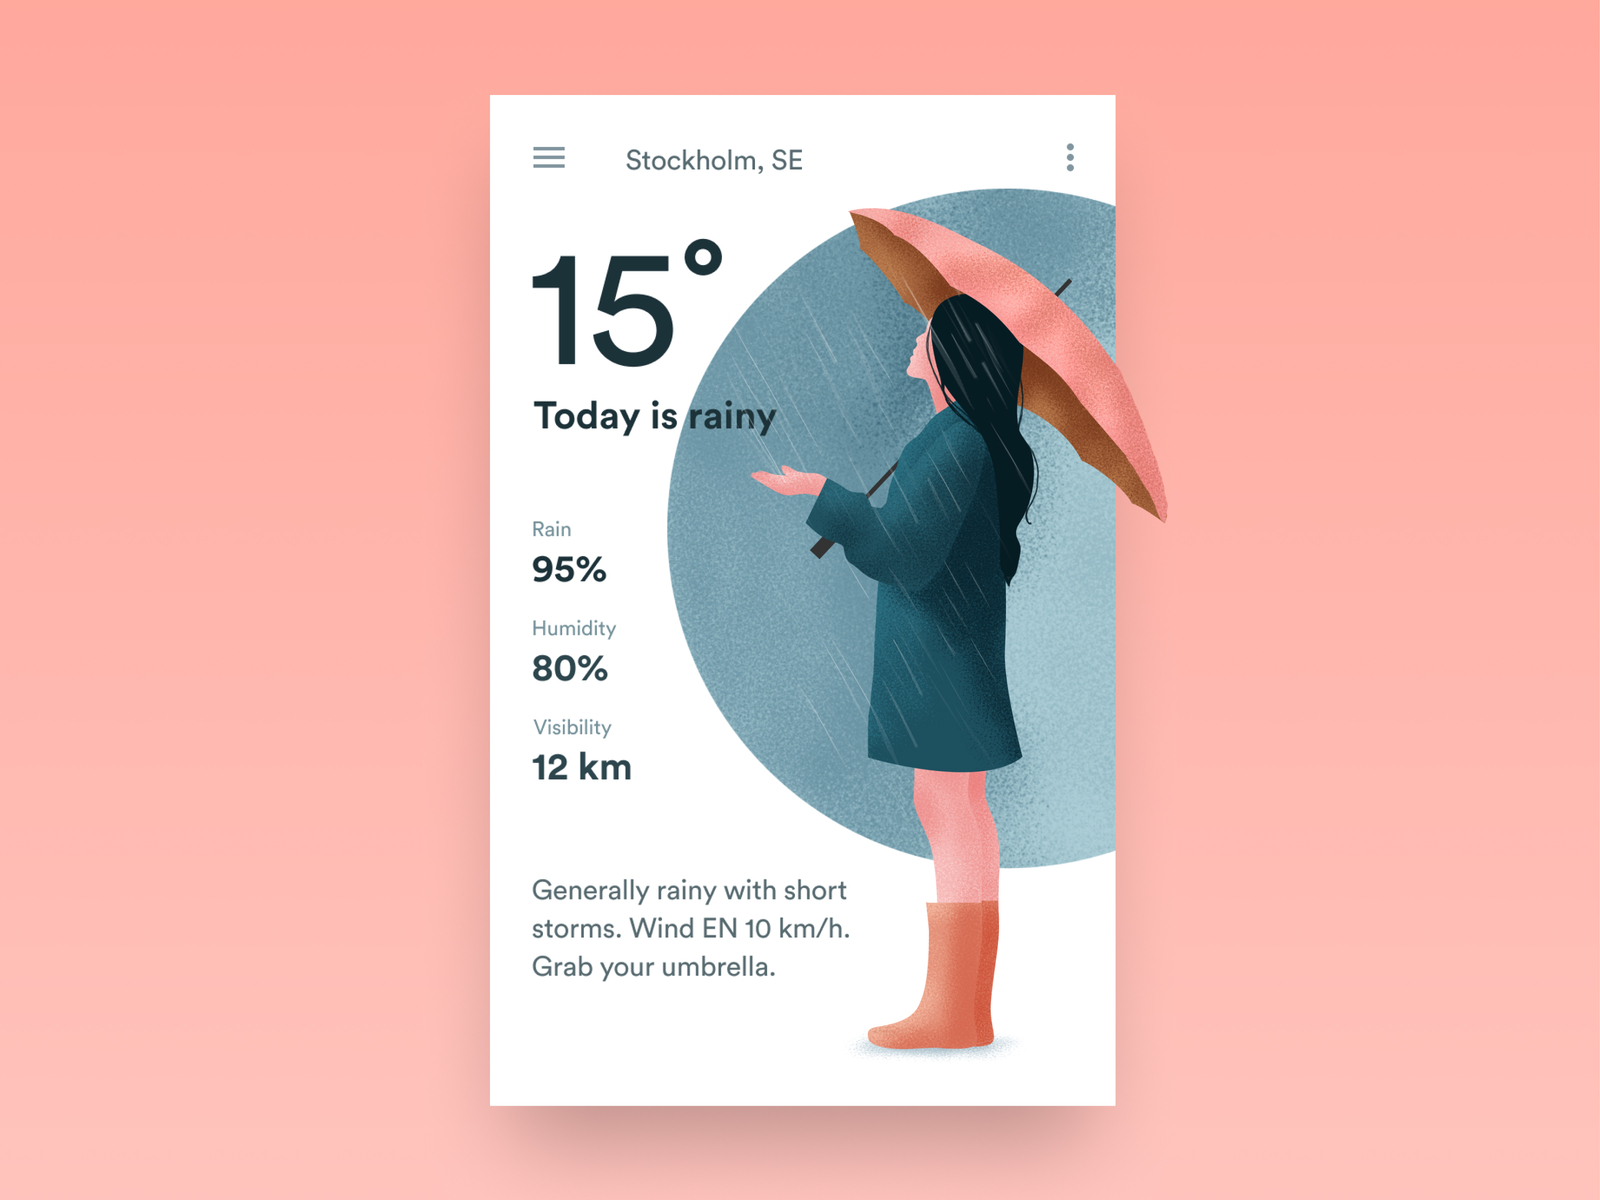 Stockholm, SE
15°
Today is rainy
Rain
95%
Humidity
80%
Visibility
12 km
Generally rainy with short
storms. Wind EN 10 km/h.
Grab your umbrella.